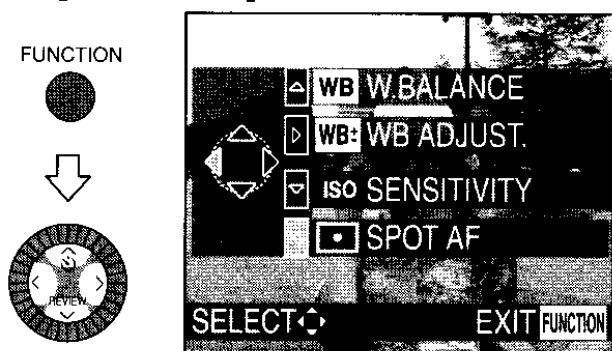 FUNCTION
REVIEW
WB W.BALANCE
WB± WB ADJUST.
ISO SENSITIVITY
SPOT AF
SELECT
EXIT FUNCTION